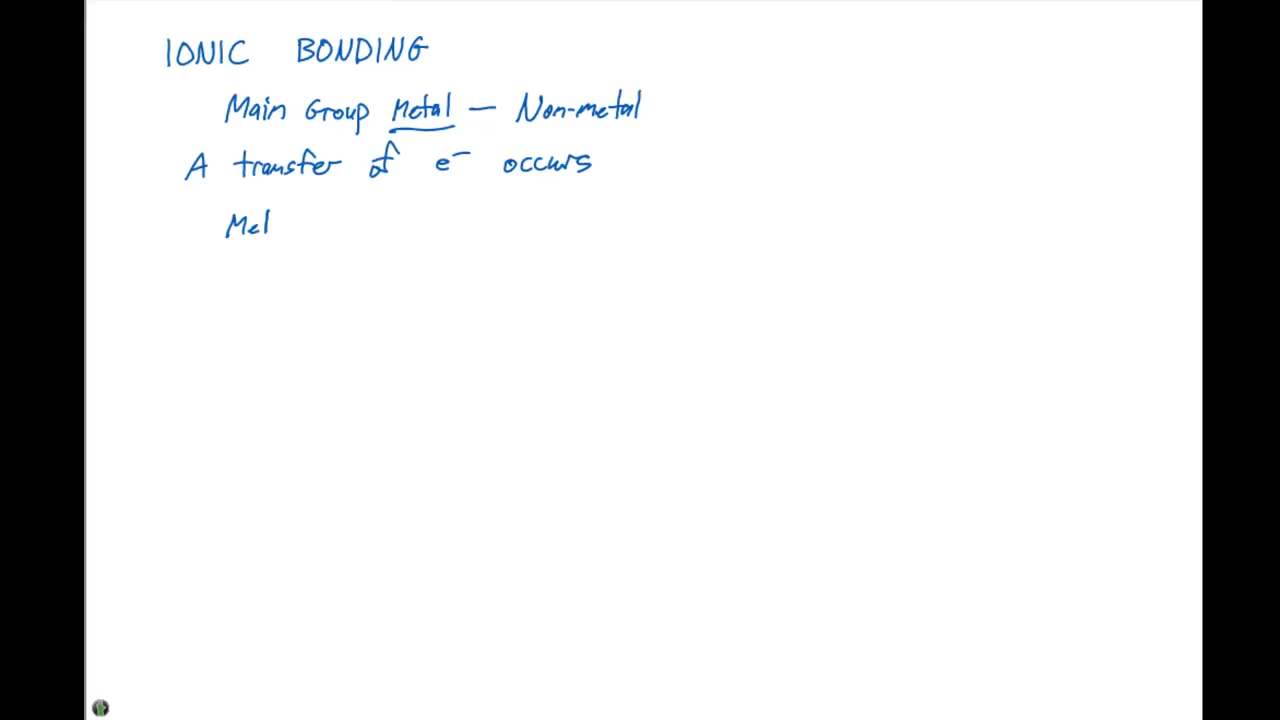 IONIC BONDING
Main Group Metal — Non-metal
A transfer of e⁻ occurs
Mel